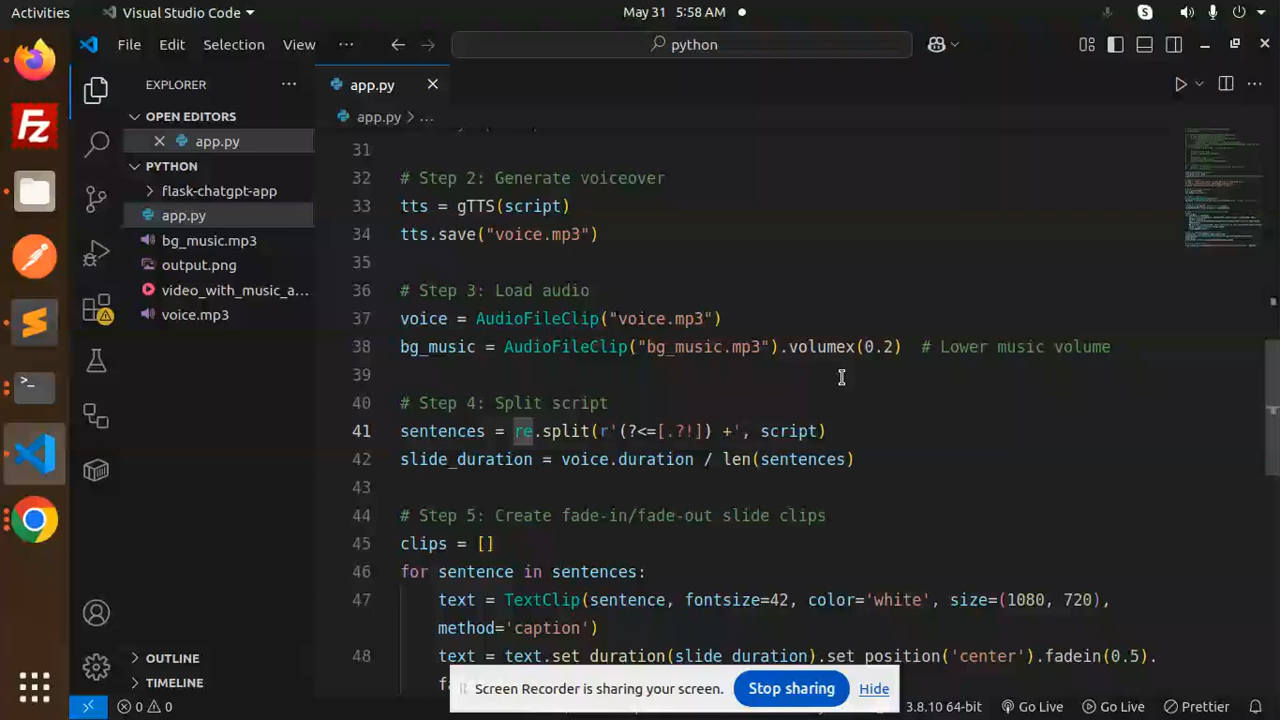 Activities
Visual Studio Code
May 31 5:58 AM
File Edit Selection View ...
python
EXPLORER
OPEN EDITORS
app.py
PYTHON
flask-chatgpt-app
app.py
bg_music.mp3
output.png
video_with_music_a...
voice.mp3
OUTLINE
TIMELINE
app.py
app.py > ...
31
32 # Step 2: Generate voiceover
33 tts = gTTS(script)
34 tts.save("voice.mp3")
35
36 # Step 3: Load audio
37 voice = AudioFileClip("voice.mp3")
38 bg_music = AudioFileClip("bg_music.mp3").volumex(0.2)  # Lower music volume
39
40 # Step 4: Split script
41 sentences = re.split(r'(?<=[.?!]) +', script)
42 slide_duration = voice.duration / len(sentences)
43
44 # Step 5: Create fade-in/fade-out slide clips
45 clips = []
46 for sentence in sentences:
47 text = TextClip(sentence, fontsize=42, color='white', size=(1080, 720),
method='caption')
48 text = text.set_duration(slide_duration).set_position('center').fadein(0.5).
Screen Recorder is sharing your screen. Stop sharing Hide
0 0
3.8.10 64-bit Go Live Go Live Prettier